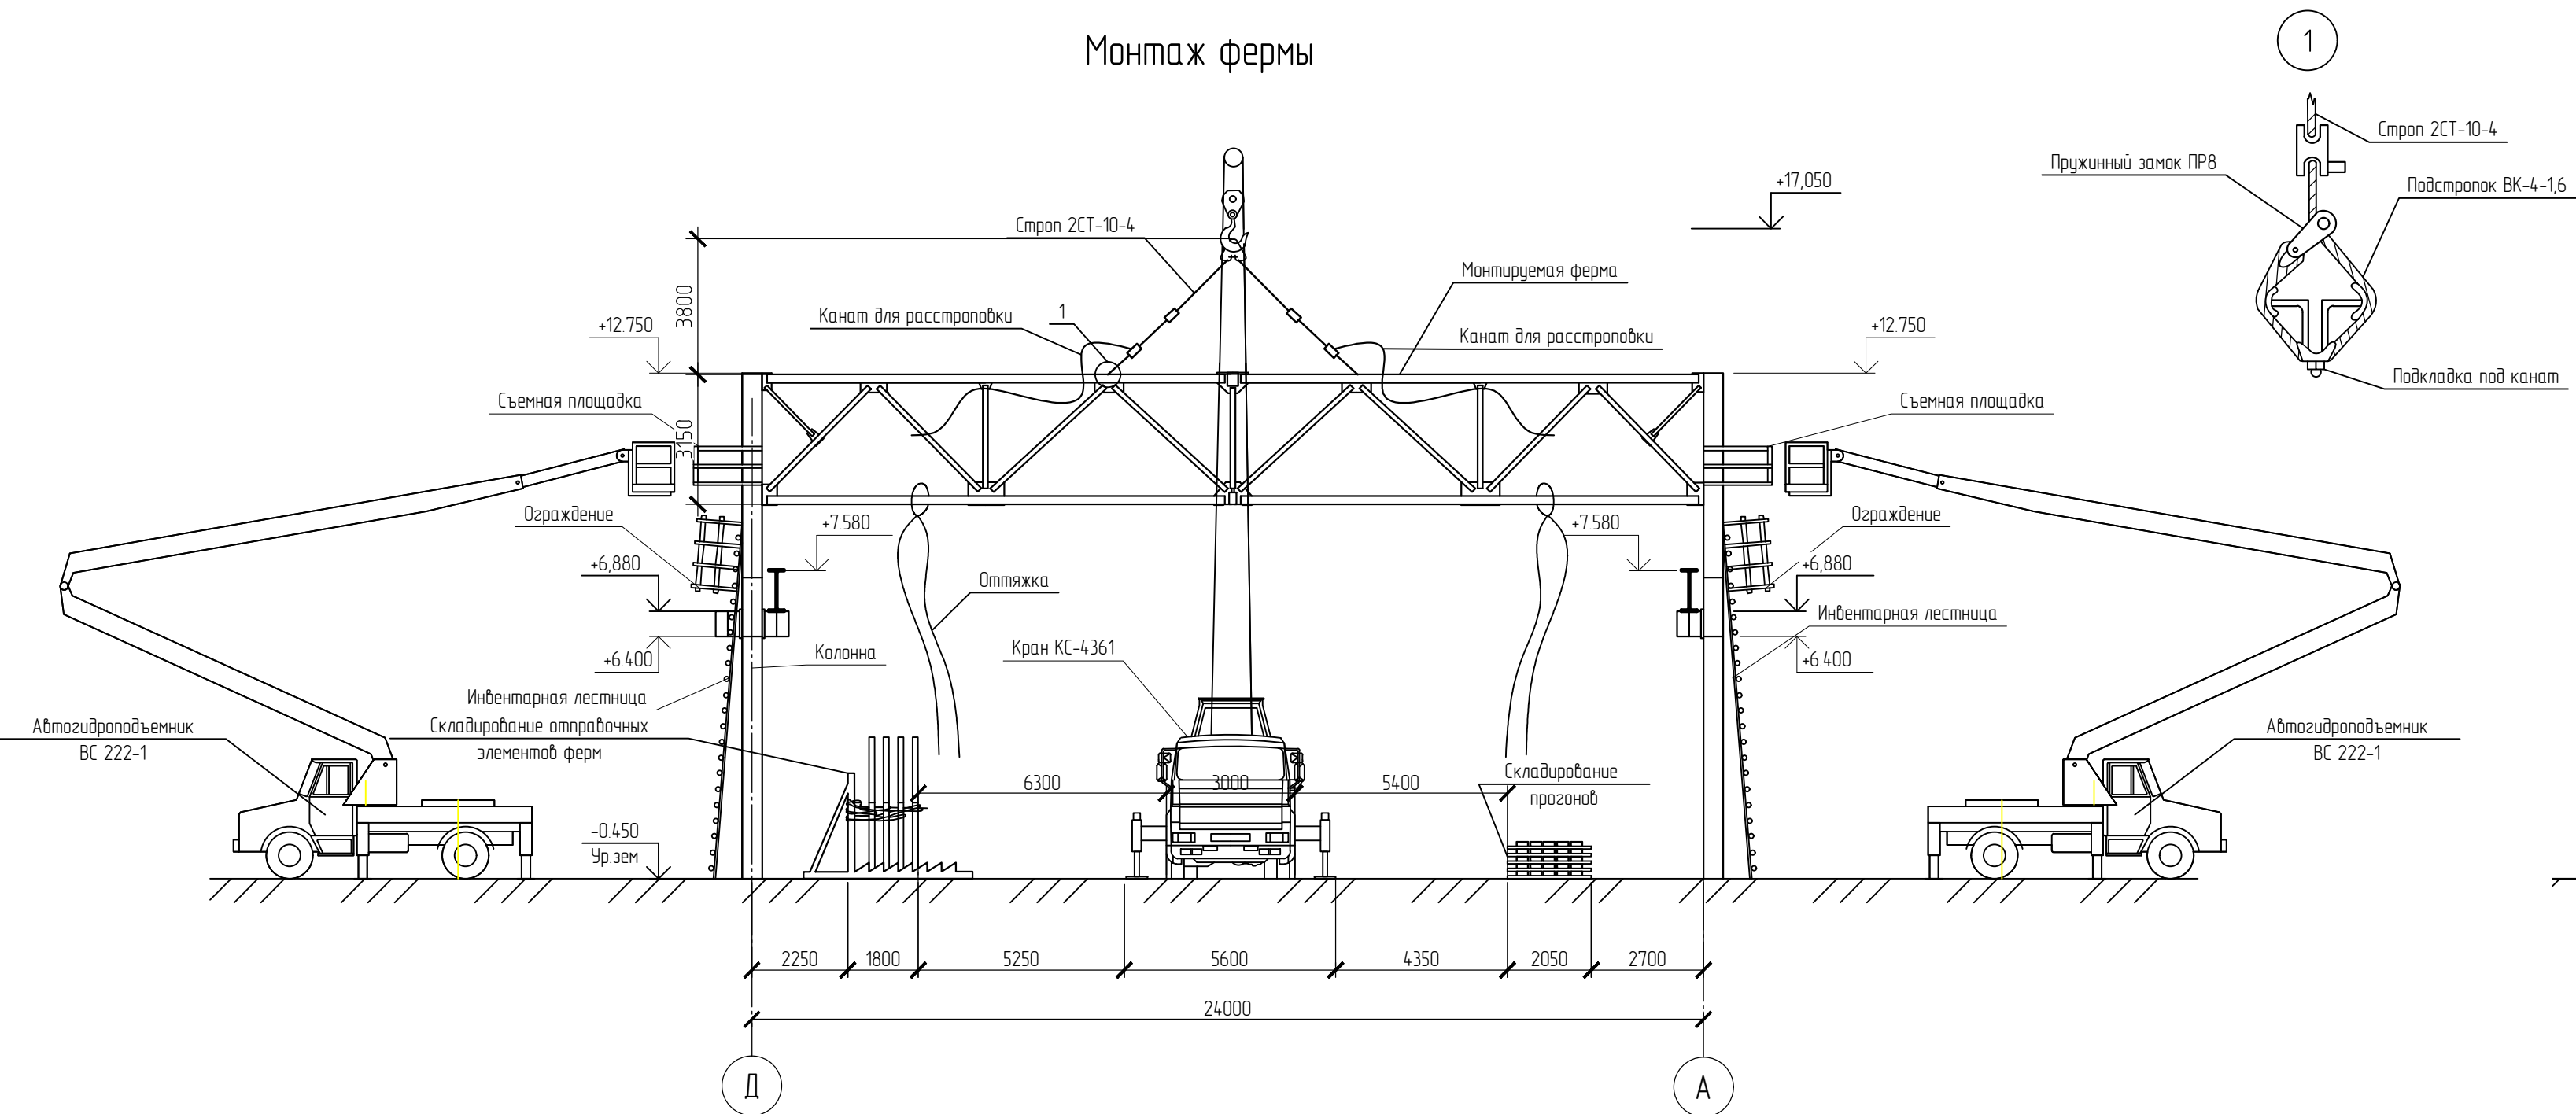 Монтаж фермы
1
Строп 2СТ-10-4
Пружинный замок ПР8
Подстропок ВК-4-1,6
Подкладка под канат
+17,050
Строп 2СТ-10-4
Монтируемая ферма
3800
Канат для расстроповки
1
Канат для расстроповки
+12.750
+12.750
Съемная площадка
3150
Съемная площадка
Ограждение
+7.580
+7.580
Ограждение
+6,880
+6,880
Оттяжка
Инвентарная лестница
Колонна
Кран КС-4361
+6.400
+6.400
Инвентарная лестница
Складирование отправочных
элементов ферм
Автогидроподъемник
ВС 222-1
Автогидроподъемник
ВС 222-1
6300
3000
5400
Складирование
прогонов
-0.450
Ур.зем
2250
1800
5250
5600
4350
2050
2700
24000
Д
А